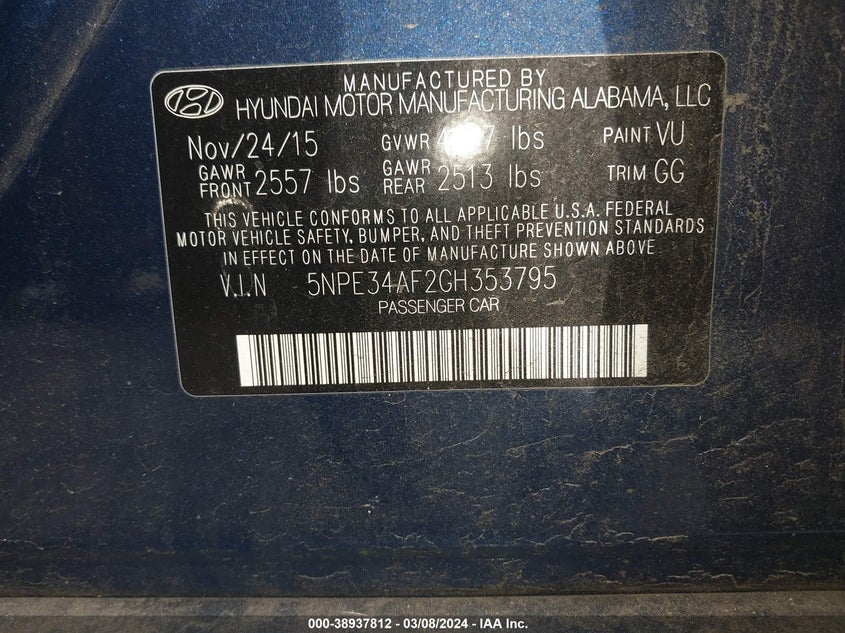 MANUFACTURED BY
HYUNDAI MOTOR MANUFACTURING ALABAMA, LLC
Nov/24/15 GVWR lbs PAINT VU
GAWR FRONT 2557 lbs GAWR REAR 2513 lbs TRIM GG
THIS VEHICLE CONFORMS TO ALL APPLICABLE U.S.A. FEDERAL
MOTOR VEHICLE SAFETY, BUMPER, AND THEFT PREVENTION STANDARDS
IN EFFECT ON THE DATE OF MANUFACTURE SHOWN ABOVE
V.I.N 5NPE34AF2GH353795
PASSENGER CAR
000-38937812 - 03/08/2024 - IAA Inc.